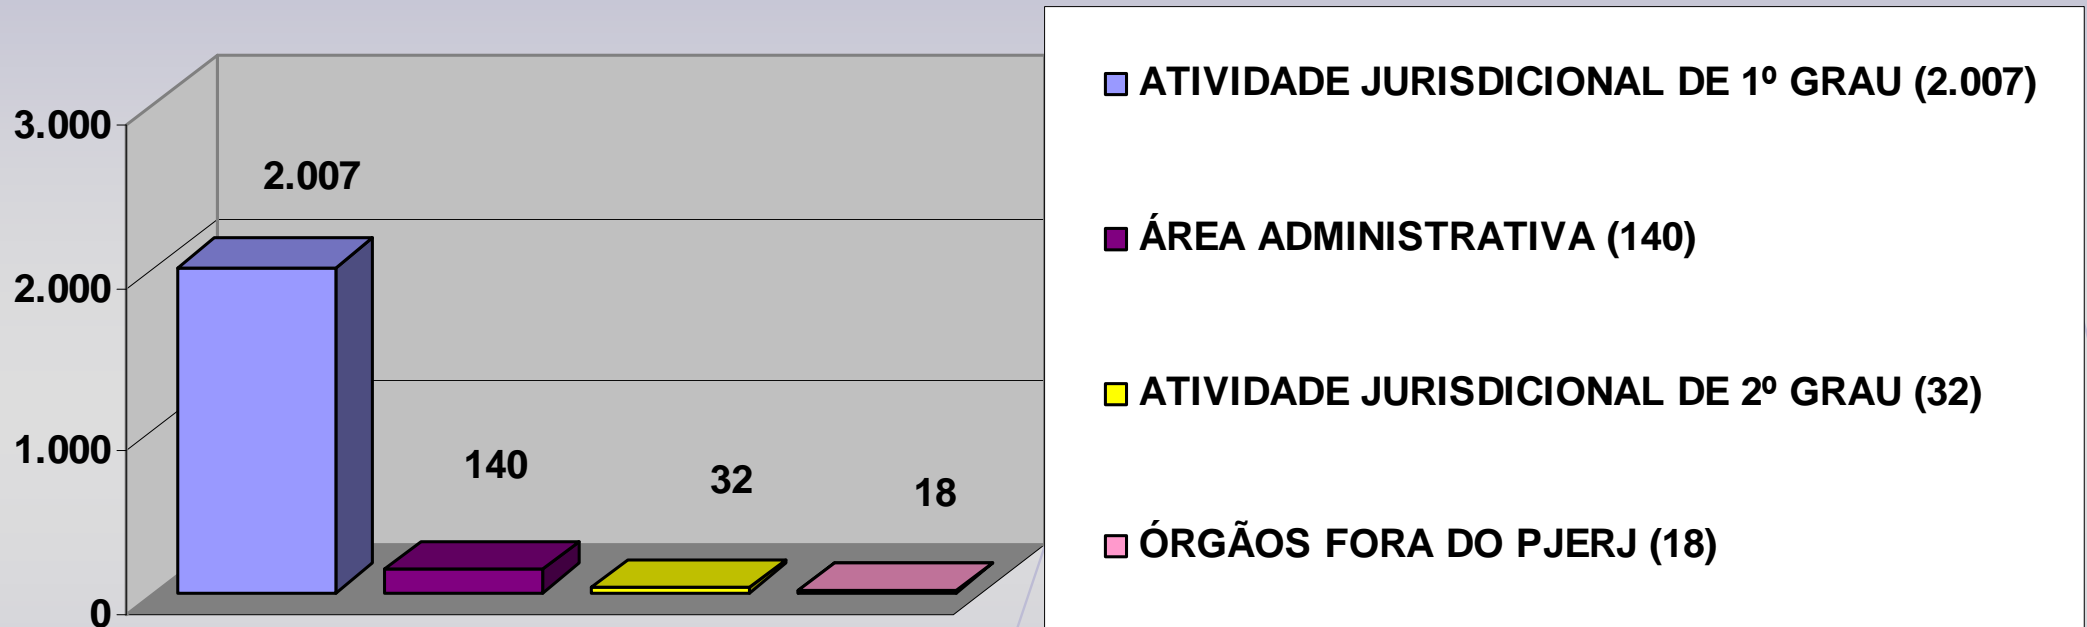 3.000
2.000
1.000
0
2.007
140
32
18
ATIVIDADE JURISDICIONAL DE 1º GRAU (2.007)
ÁREA ADMINISTRATIVA (140)
ATIVIDADE JURISDICIONAL DE 2º GRAU (32)
ÓRGÃOS FORA DO PJERJ (18)